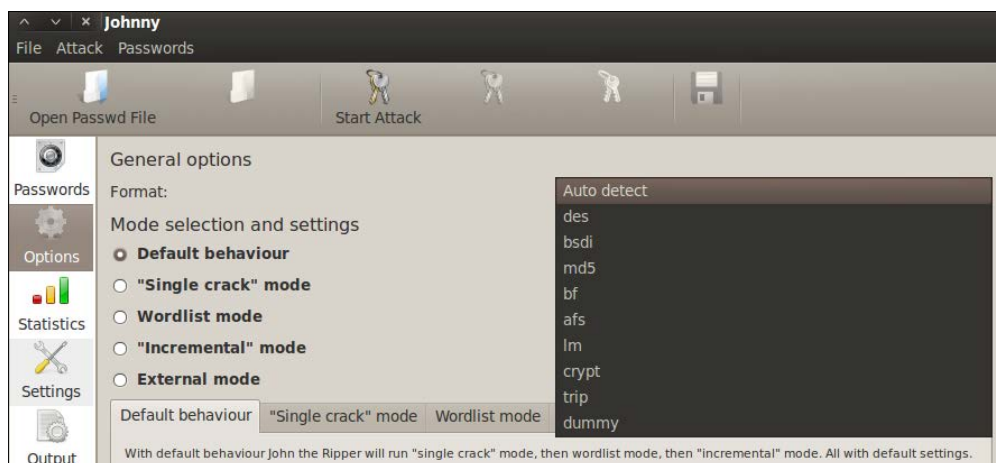 Johnny
File Attack Passwords
Open Passwd File
Start Attack
Passwords
Options
Statistics
Settings
Output
General options
Format:
Auto detect
des
bsdi
md5
bf
afs
lm
crypt
trip
dummy
Mode selection and settings
Default behaviour
"Single crack" mode
Wordlist mode
"Incremental" mode
External mode
Default behaviour "Single crack" mode Wordlist mode
With default behaviour John the Ripper will run "single crack" mode, then wordlist mode, then "incremental" mode. All with default settings.